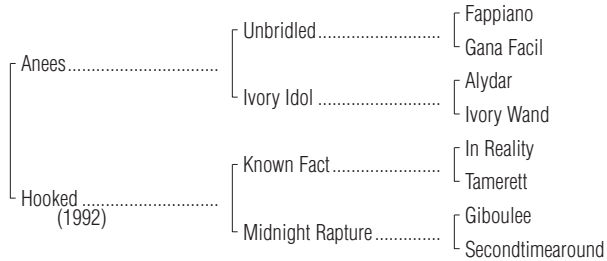 Fappiano
Unbridled
Gana Facil
Anees
Alydar
Ivory Idol
Ivory Wand
In Reality
Known Fact
Tamerett
Hooked
(1992)
Giboulee
Midnight Rapture
Secondtimearound